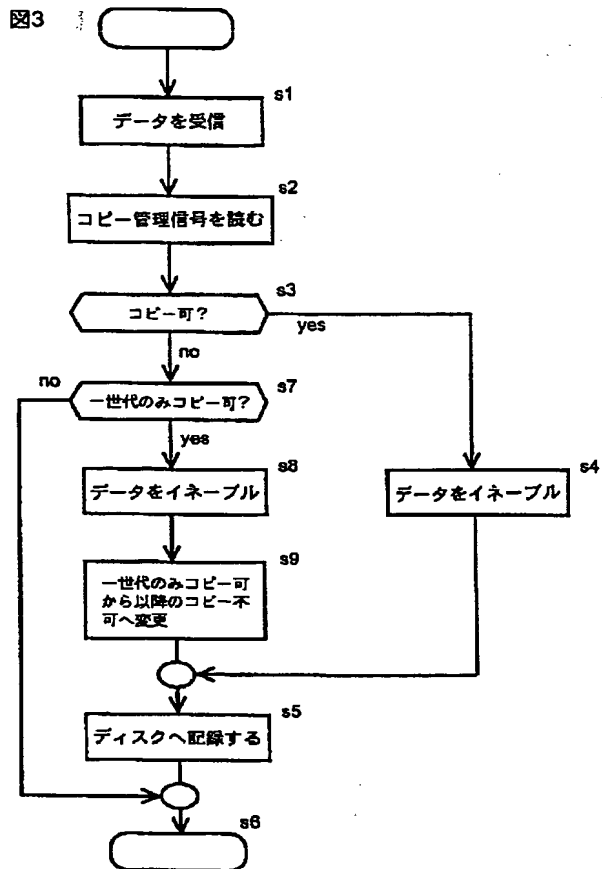 図3
s1
データを受信
s2
コピー管理信号を読む
s3
コピー可?
yes
no
no
s7
一世代のみコピー可?
yes
s8
データをイネーブル
s4
データをイネーブル
s9
一世代のみコピー可
から以降のコピー不
可へ変更
s5
ディスクへ記録する
s6